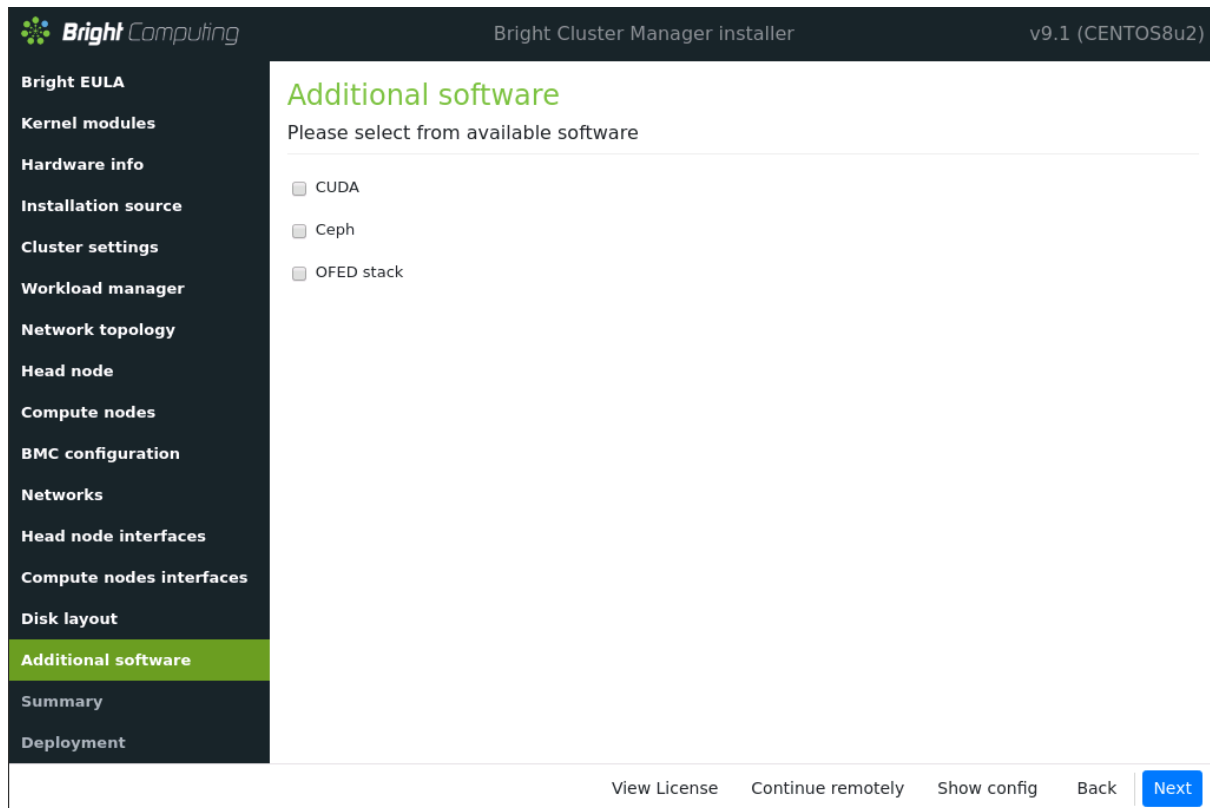 Bright Computing
Bright Cluster Manager installer
v9.1 (CENTOS8u2)
Bright EULA
Kernel modules
Hardware info
Installation source
Cluster settings
Workload manager
Network topology
Head node
Compute nodes
BMC configuration
Networks
Head node interfaces
Compute nodes interfaces
Disk layout
Additional software
Summary
Deployment
Additional software
Please select from available software
CUDA
Ceph
OFED stack
View License
Continue remotely
Show config
Back
Next